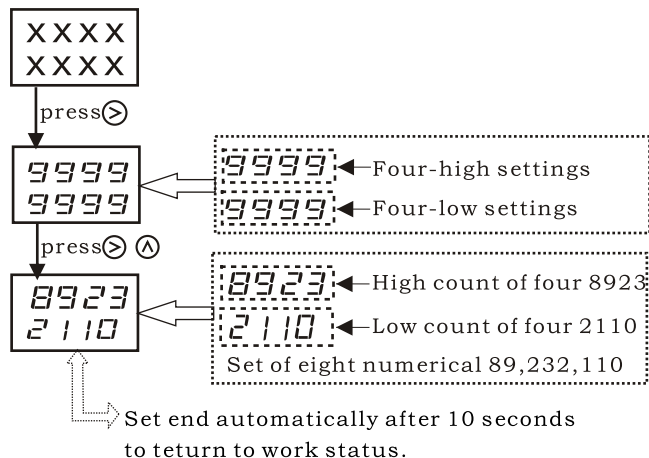 XXXX
XXXX
press >
9999
9999
9999
Four-high settings
9999
Four-low settings
press > ^
8923
2110
8923
High count of four 8923
2110
Low count of four 2110
Set of eight numerical 89,232,110
Set end automatically after 10 seconds
to teturn to work status.